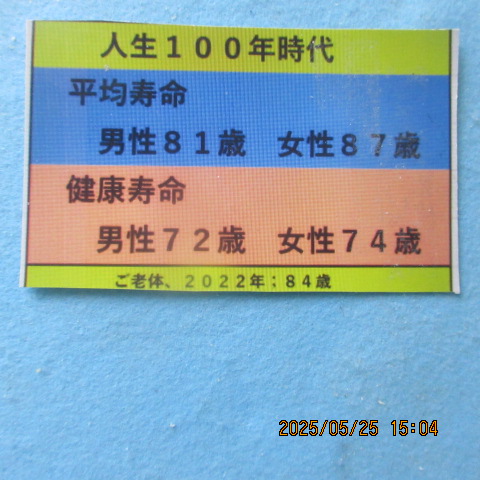 人生１００年時代
平均寿命
男性８１歳　女性８７歳
健康寿命
男性７２歳　女性７４歳
ご老体、２０２２年：８４歳
2025/05/25 15:04